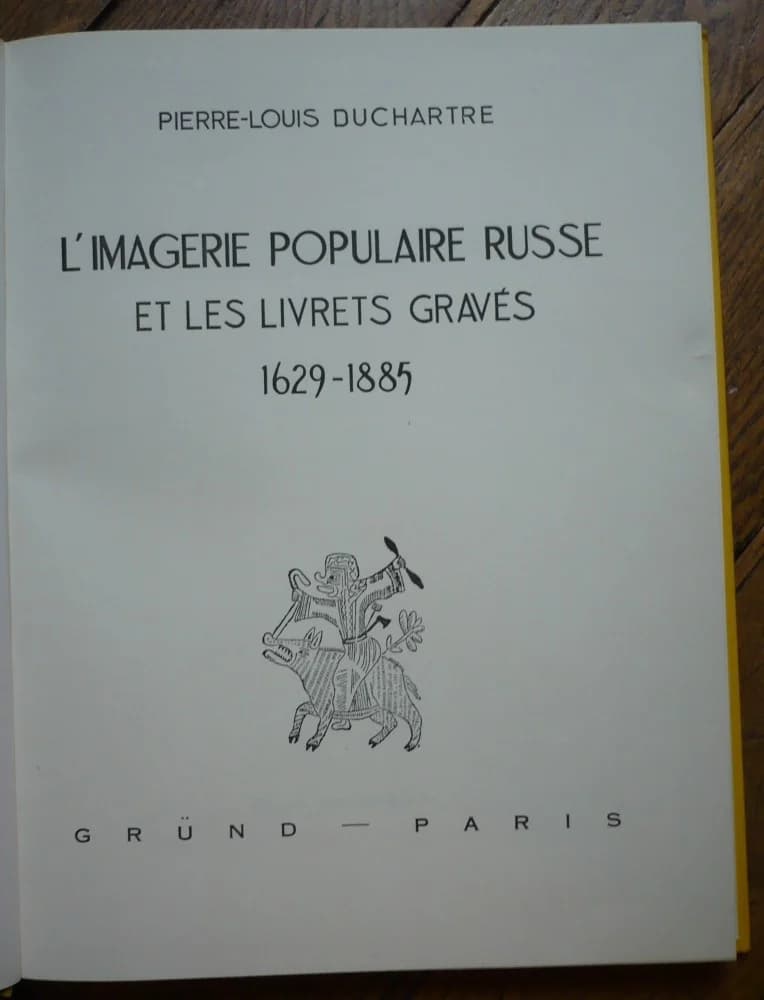 PIERRE-LOUIS DUCHARTRE
L'IMAGERIE POPULAIRE RUSSE
ET LES LIVRETS GRAVÉS
1629-1885
GRÜND — PARIS